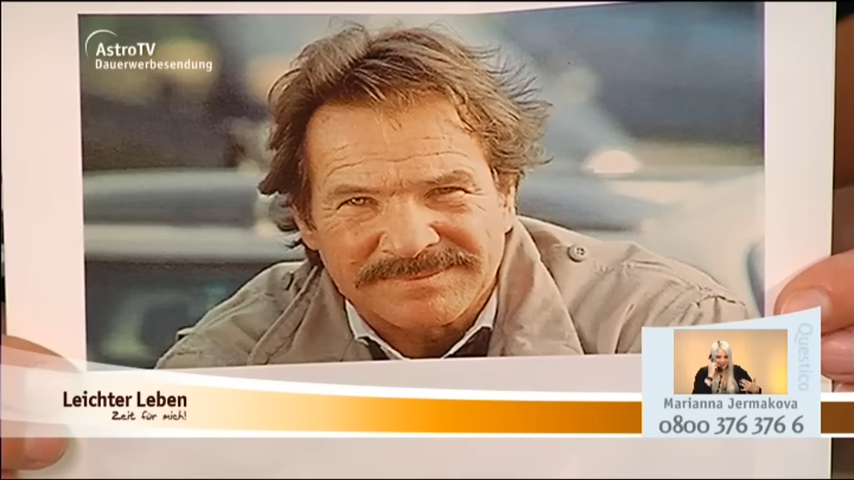 AstroTV
Dauerwerbesendung
Leichter Leben
Zeit für mich!
Questico
Marianna Jermakova
0800 376 376 6